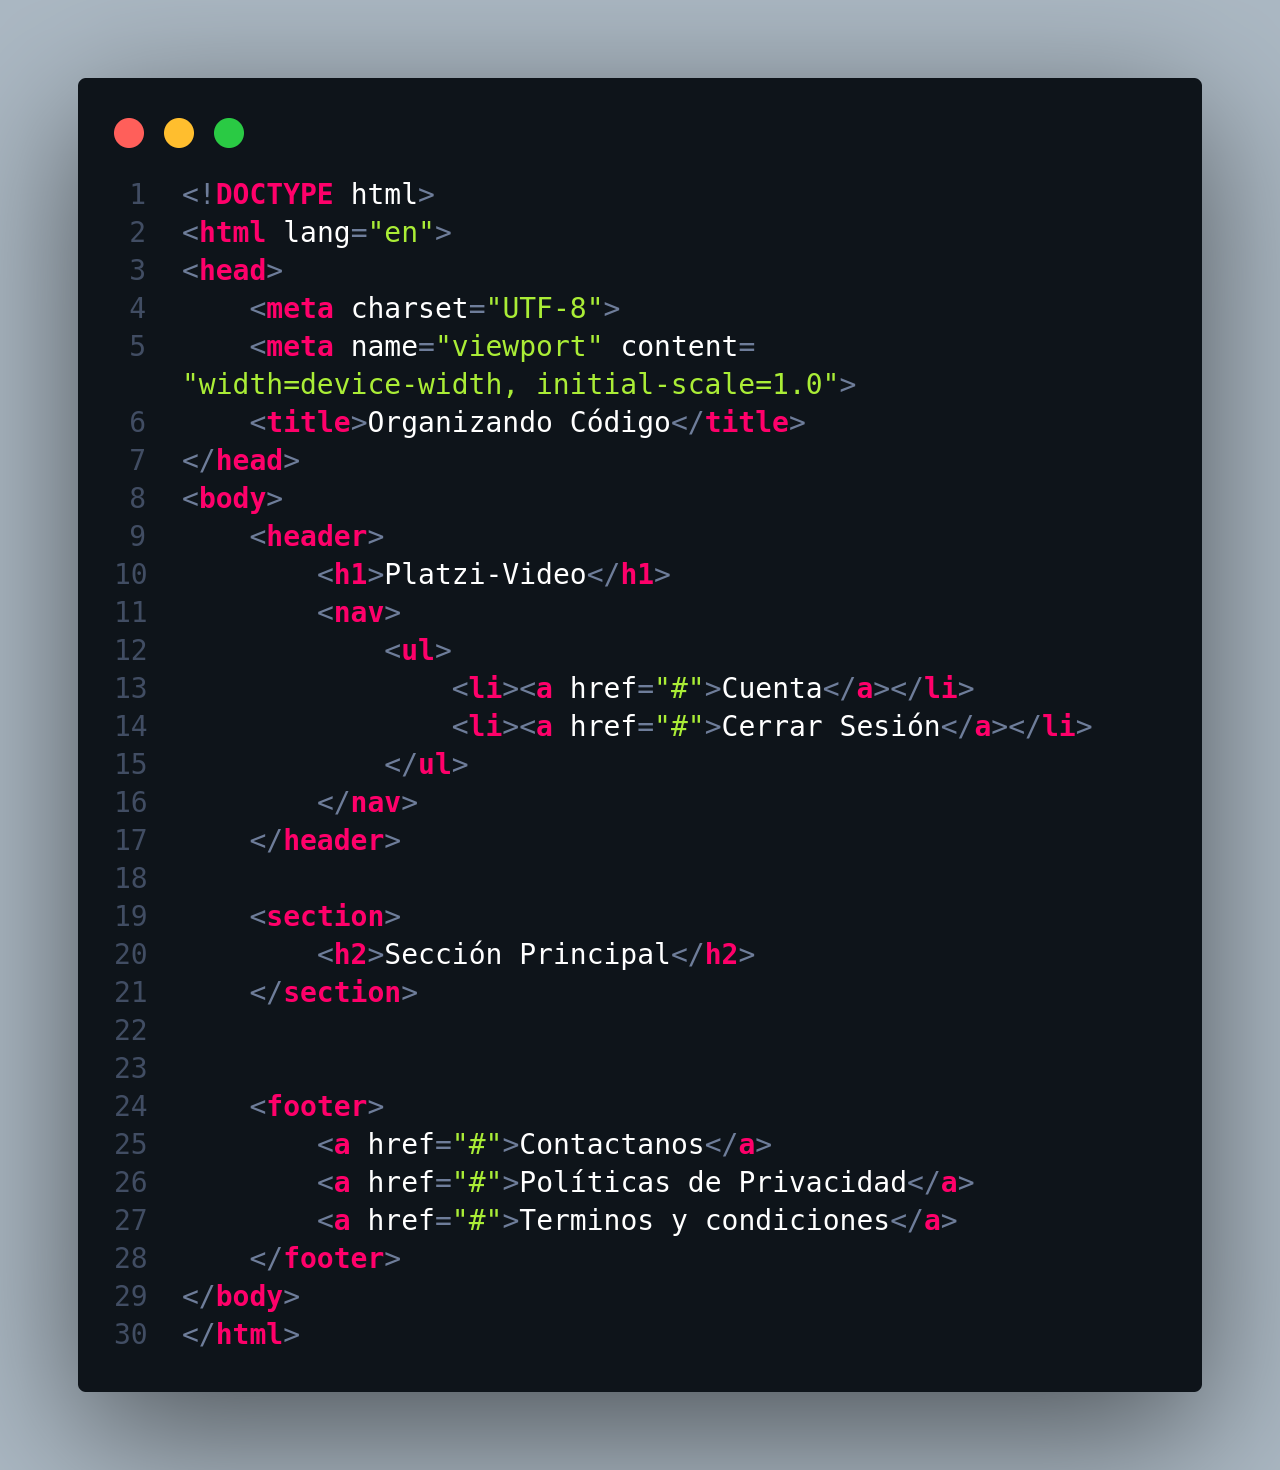 1 <!DOCTYPE html>
2 <html lang="en">
3 <head>
4     <meta charset="UTF-8">
5     <meta name="viewport" content=
"width=device-width, initial-scale=1.0">
6     <title>Organizando Código</title>
7 </head>
8 <body>
9     <header>
10         <h1>Platzi-Video</h1>
11         <nav>
12             <ul>
13                 <li><a href="#">Cuenta</a></li>
14                 <li><a href="#">Cerrar Sesión</a></li>
15             </ul>
16         </nav>
17     </header>
18
19     <section>
20         <h2>Sección Principal</h2>
21     </section>
22
23
24     <footer>
25         <a href="#">Contactanos</a>
26         <a href="#">Políticas de Privacidad</a>
27         <a href="#">Terminos y condiciones</a>
28     </footer>
29 </body>
30 </html>